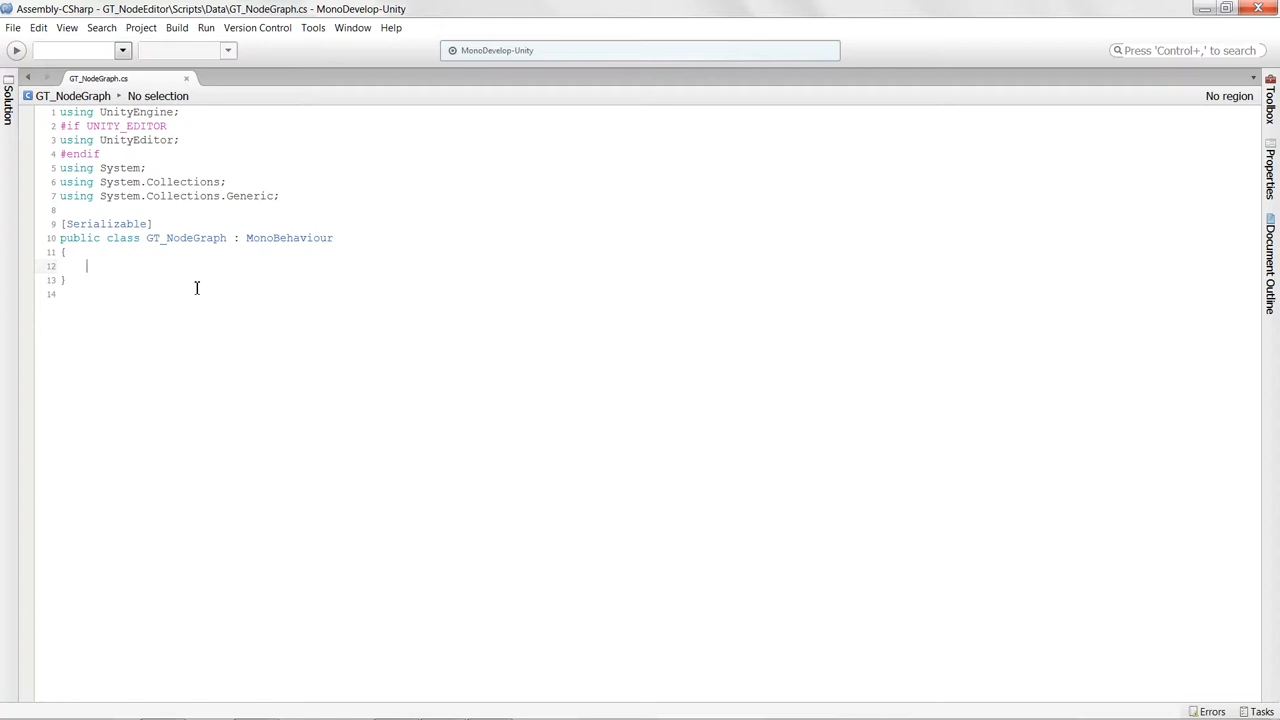 Assembly-CSharp - GT_NodeEditor\Scripts\Data\GT_NodeGraph.cs - MonoDevelop-Unity
File Edit View Search Project Build Run Version Control Tools Window Help
MonoDevelop-Unity
Press 'Control+,' to search
GT_NodeGraph.cs
GT_NodeGraph No selection
No region
Solution
Toolbox
Properties
Document Outline
1 using UnityEngine;
2 #if UNITY_EDITOR
3 using UnityEditor;
4 #endif
5 using System;
6 using System.Collections;
7 using System.Collections.Generic;
8
9 [Serializable]
10 public class GT_NodeGraph : MonoBehaviour
11 {
12
13 }
14
Errors Tasks